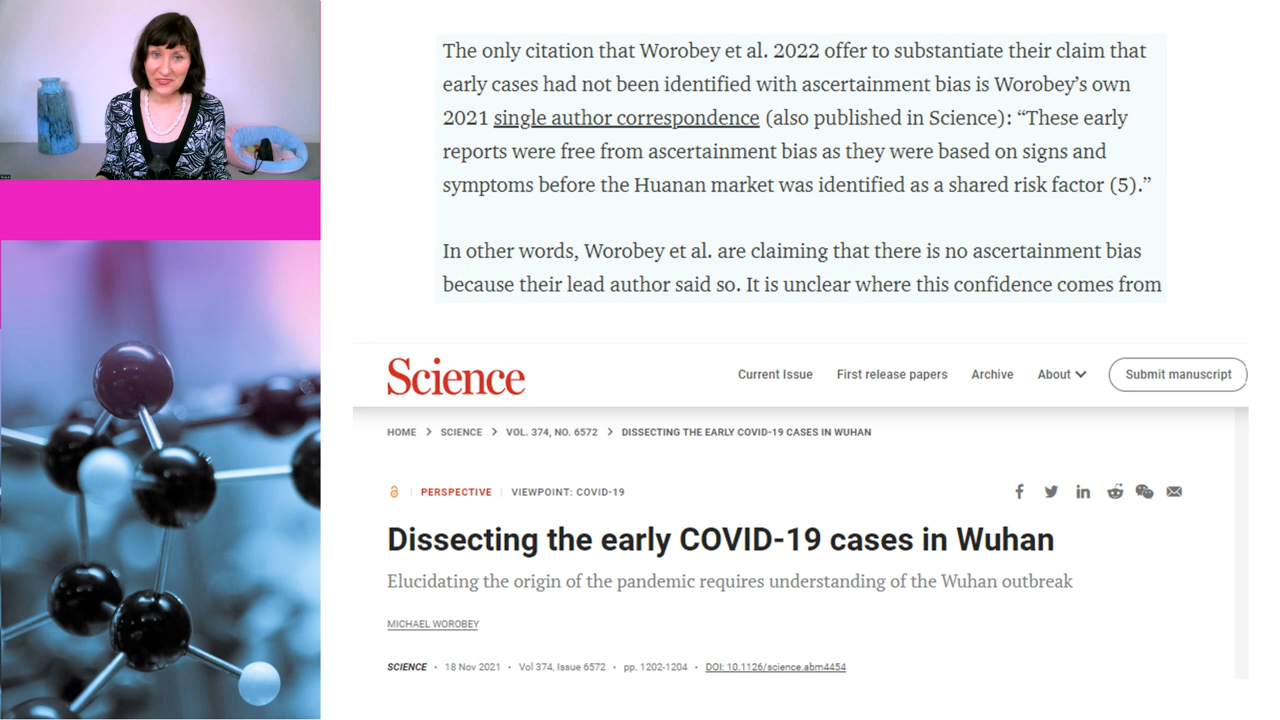 The only citation that Worobey et al. 2022 offer to substantiate their claim that
early cases had not been identified with ascertainment bias is Worobey’s own
2021 single author correspondence (also published in Science): “These early
reports were free from ascertainment bias as they were based on signs and
symptoms before the Huanan market was identified as a shared risk factor (5).”
In other words, Worobey et al. are claiming that there is no ascertainment bias
because their lead author said so. It is unclear where this confidence comes from
Science
Current Issue First release papers Archive About Submit manuscript
HOME > SCIENCE > VOL. 374, NO. 6572 > DISSECTING THE EARLY COVID-19 CASES IN WUHAN
PERSPECTIVE | VIEWPOINT: COVID-19
Dissecting the early COVID-19 cases in Wuhan
Elucidating the origin of the pandemic requires understanding of the Wuhan outbreak
MICHAEL WOROBEY
SCIENCE • 18 Nov 2021 • Vol 374, Issue 6572 • pp. 1202-1204 • DOI: 10.1126/science.abm4454